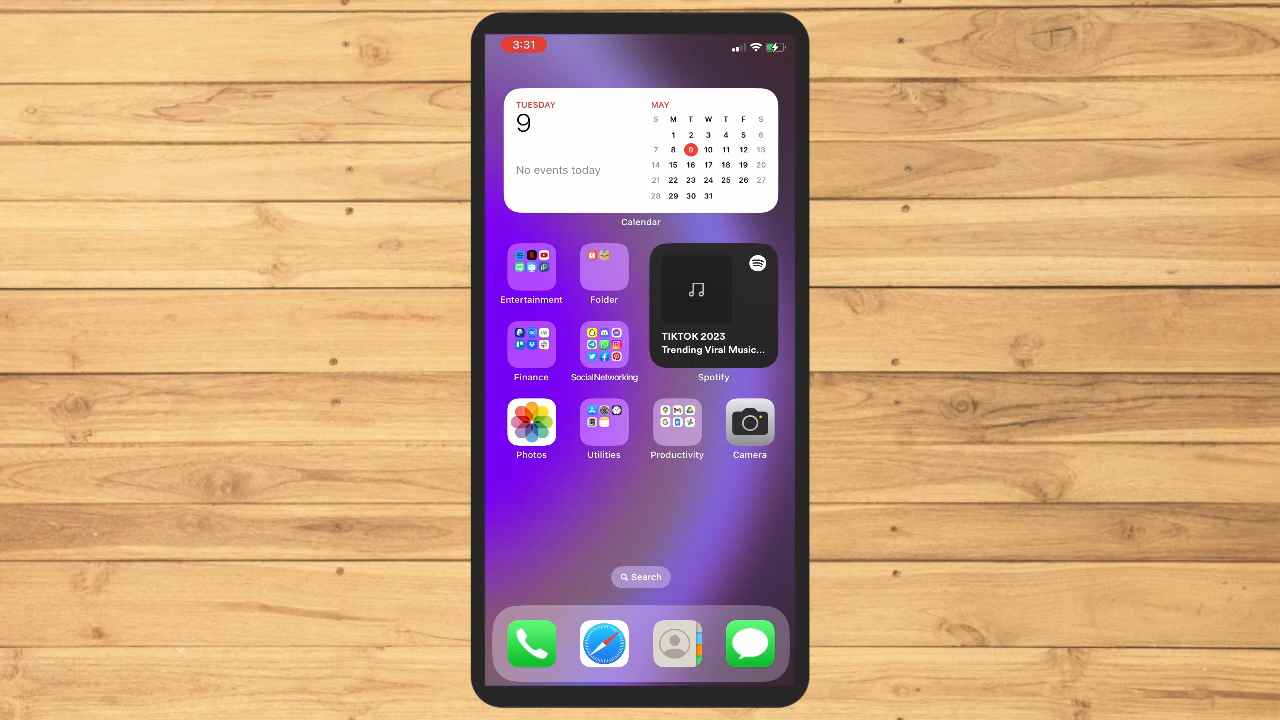 3:31
TUESDAY
9
No events today
MAY
S M T W T F S
1 2 3 4 5 6
7 8 9 10 11 12 13
14 15 16 17 18 19 20
21 22 23 24 25 26 27
28 29 30 31
Calendar
Entertainment
Folder
TIKTOK 2023
Trending Viral Music...
Finance
SocialNetworking
Spotify
Photos
Utilities
Productivity
Camera
Search